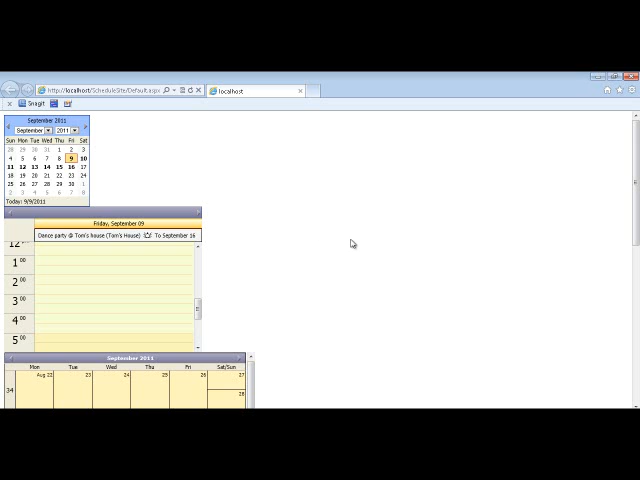 http://localhost/ScheduleSite/Default.aspx
localhost
Snagit
September 2011
September 2011
Sun Mon Tue Wed Thu Fri Sat
28 29 30 31 1 2 3
4 5 6 7 8 9 10
11 12 13 14 15 16 17
18 19 20 21 22 23 24
25 26 27 28 29 30 1
2 3 4 5 6 7 8
Today: 9/9/2011
Friday, September 09
Dance party @ Tom's house (Tom's House) To September 16
12
1 00
2 00
3 00
4 00
5 00
September 2011
Mon Tue Wed Thu Fri Sat/Sun
34 Aug 22 23 24 25 26 27
28